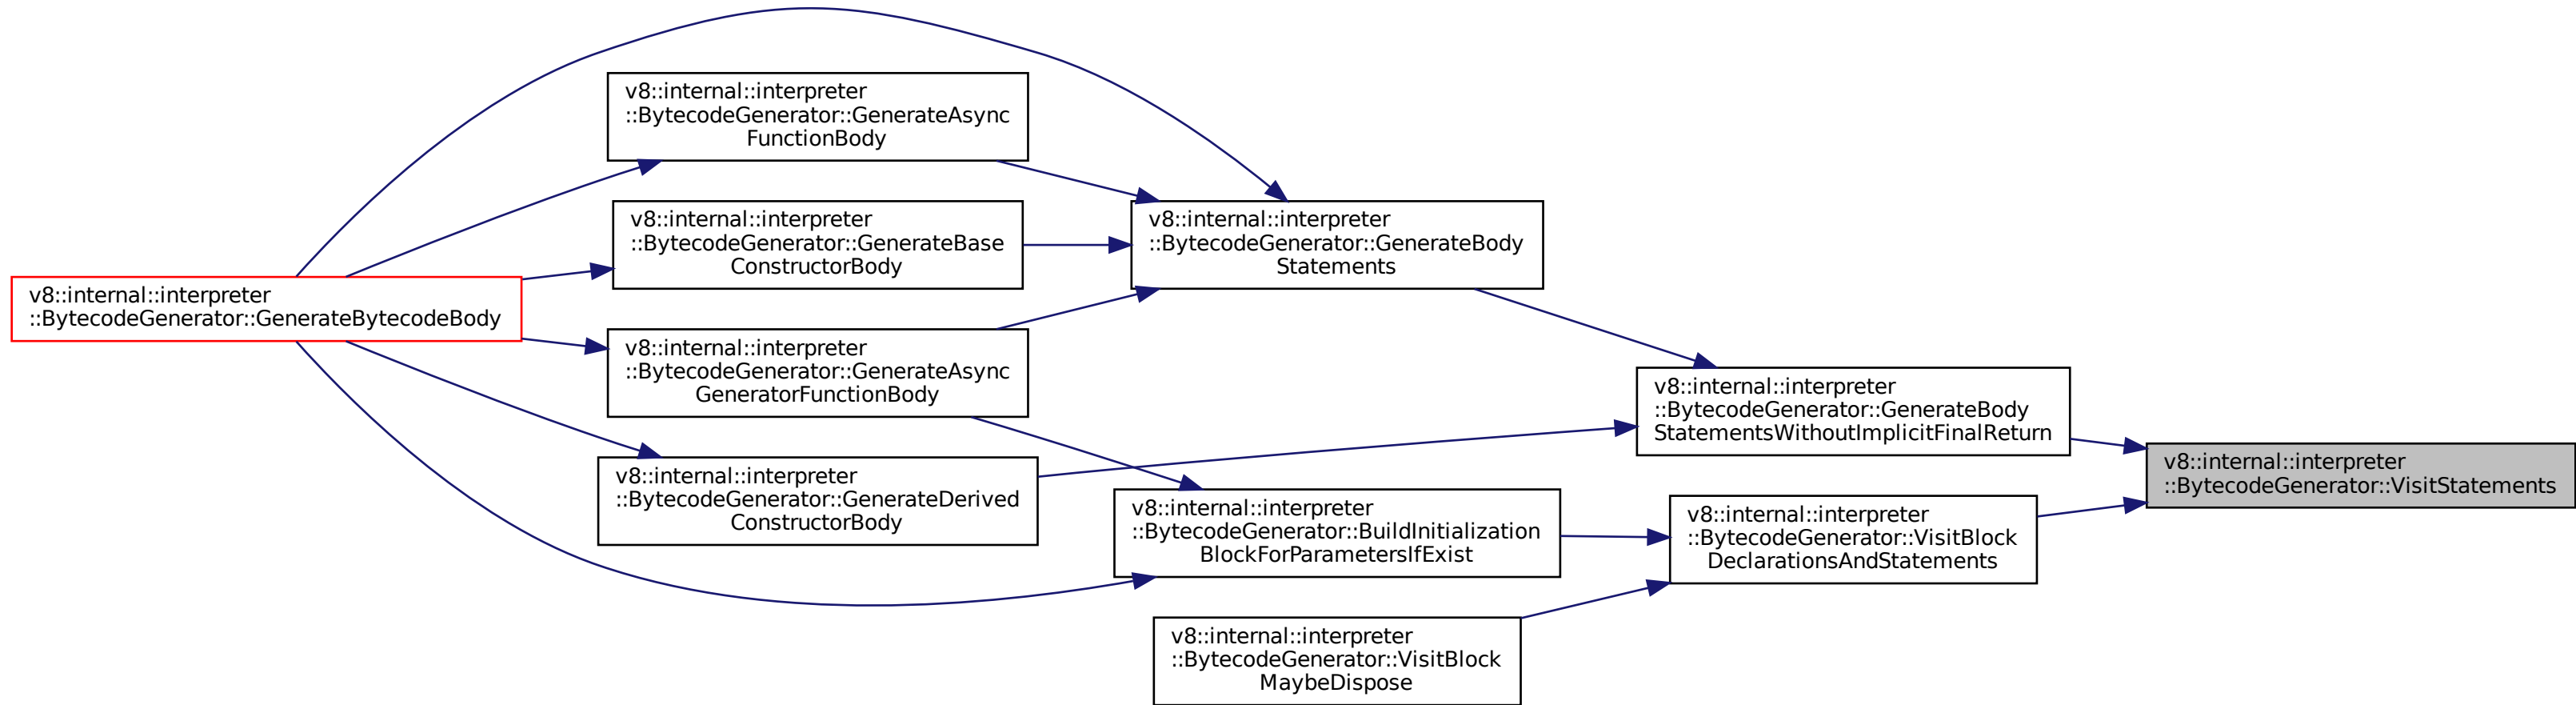 v8::internal::interpreter
::BytecodeGenerator::GenerateBytecodeBody
v8::internal::interpreter
::BytecodeGenerator::GenerateAsync
FunctionBody
v8::internal::interpreter
::BytecodeGenerator::GenerateBase
ConstructorBody
v8::internal::interpreter
::BytecodeGenerator::GenerateAsync
GeneratorFunctionBody
v8::internal::interpreter
::BytecodeGenerator::GenerateDerived
ConstructorBody
v8::internal::interpreter
::BytecodeGenerator::GenerateBody
Statements
v8::internal::interpreter
::BytecodeGenerator::BuildInitialization
BlockForParametersIfExist
v8::internal::interpreter
::BytecodeGenerator::VisitBlock
MaybeDispose
v8::internal::interpreter
::BytecodeGenerator::GenerateBody
StatementsWithoutImplicitFinalReturn
v8::internal::interpreter
::BytecodeGenerator::VisitBlock
DeclarationsAndStatements
v8::internal::interpreter
::BytecodeGenerator::VisitStatements